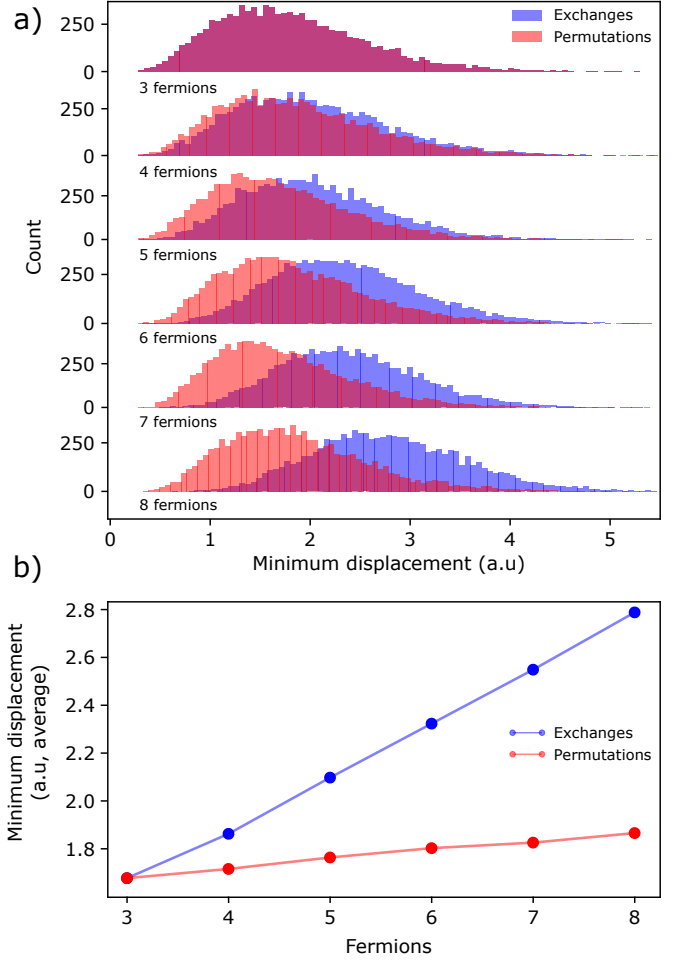 a)
Exchanges
Permutations
250
0
3 fermions
250
0
4 fermions
250
0
5 fermions
250
0
6 fermions
250
0
7 fermions
250
0
8 fermions
Count
0 1 2 3 4 5
Minimum displacement (a.u)
b)
2.8
2.6
2.4
2.2
2.0
1.8
Minimum displacement
(a.u, average)
Exchanges
Permutations
3 4 5 6 7 8
Fermions